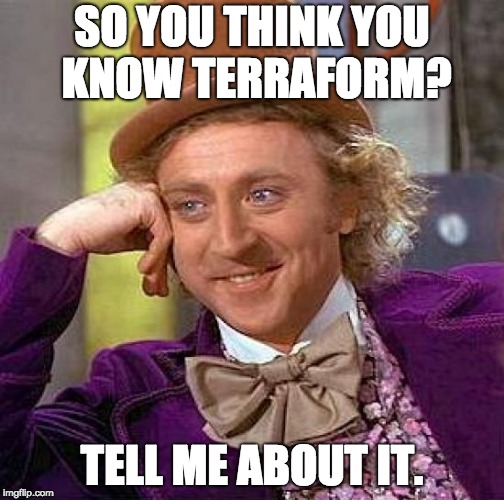 SO YOU THINK YOU
KNOW TERRAFORM?
TELL ME ABOUT IT.
imgflip.com